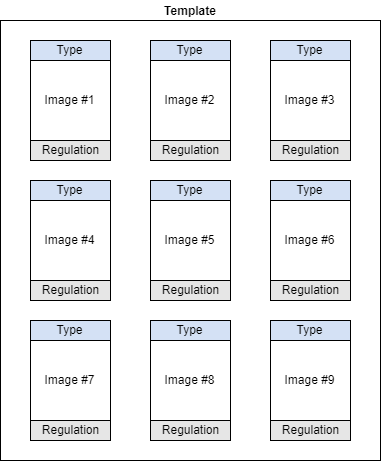 Template
Type Type Type
Image #1 Image #2 Image #3
Regulation Regulation Regulation
Type Type Type
Image #4 Image #5 Image #6
Regulation Regulation Regulation
Type Type Type
Image #7 Image #8 Image #9
Regulation Regulation Regulation